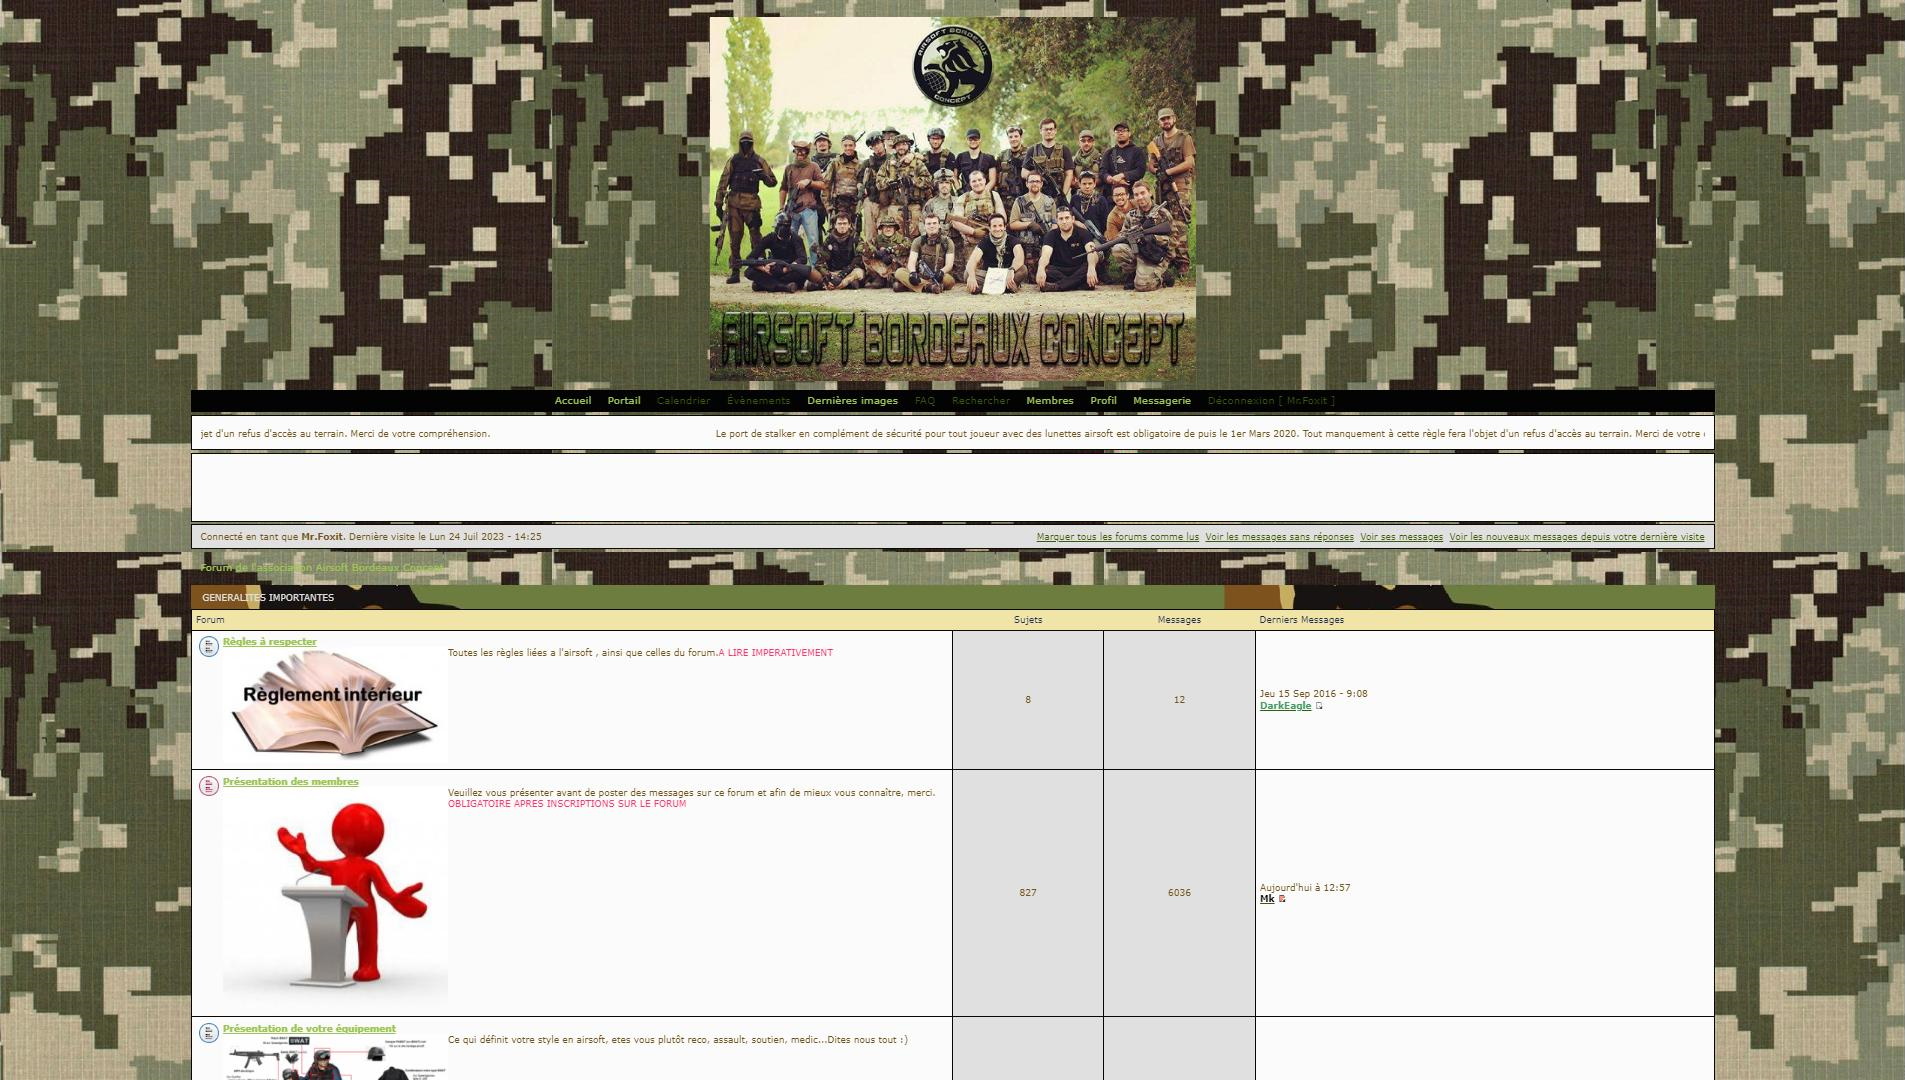 AIRSOFT BORDEAUX
CONCEPT
AIRSOFT BORDEAUX CONCEPT
Accueil Portail Calendrier Évènements Dernières images FAQ Rechercher Membres Profil Messagerie Déconnexion [ Mr.Foxit ]
jet d'un refus d'accès au terrain. Merci de votre compréhension. Le port de stalker en complément de sécurité pour tout joueur avec des lunettes airsoft est obligatoire de puis le 1er Mars 2020. Tout manquement à cette règle fera l'objet d'un refus d'accès au terrain. Merci de votre
Connecté en tant que Mr.Foxit. Dernière visite le Lun 24 Juil 2023 - 14:25 Marquer tous les forums comme lus Voir les messages sans réponses Voir ses messages Voir les nouveaux messages depuis votre dernière visite
Forum de l'association Airsoft Bordeaux Concept
GENERALITES IMPORTANTES
Forum Sujets Messages Derniers Messages
Règles à respecter
Toutes les règles liées a l'airsoft , ainsi que celles du forum.A LIRE IMPERATIVEMENT
Règlement intérieur
8 12 Jeu 15 Sep 2016 - 9:08
DarkEagle
Présentation des membres
Veuillez vous présenter avant de poster des messages sur ce forum et afin de mieux vous connaître, merci.
OBLIGATOIRE APRES INSCRIPTIONS SUR LE FORUM
827 6036 Aujourd'hui à 12:57
Mk
Présentation de votre équipement
Ce qui définit votre style en airsoft, etes vous plutôt reco, assault, soutien, medic...Dites nous tout :)
SWAT